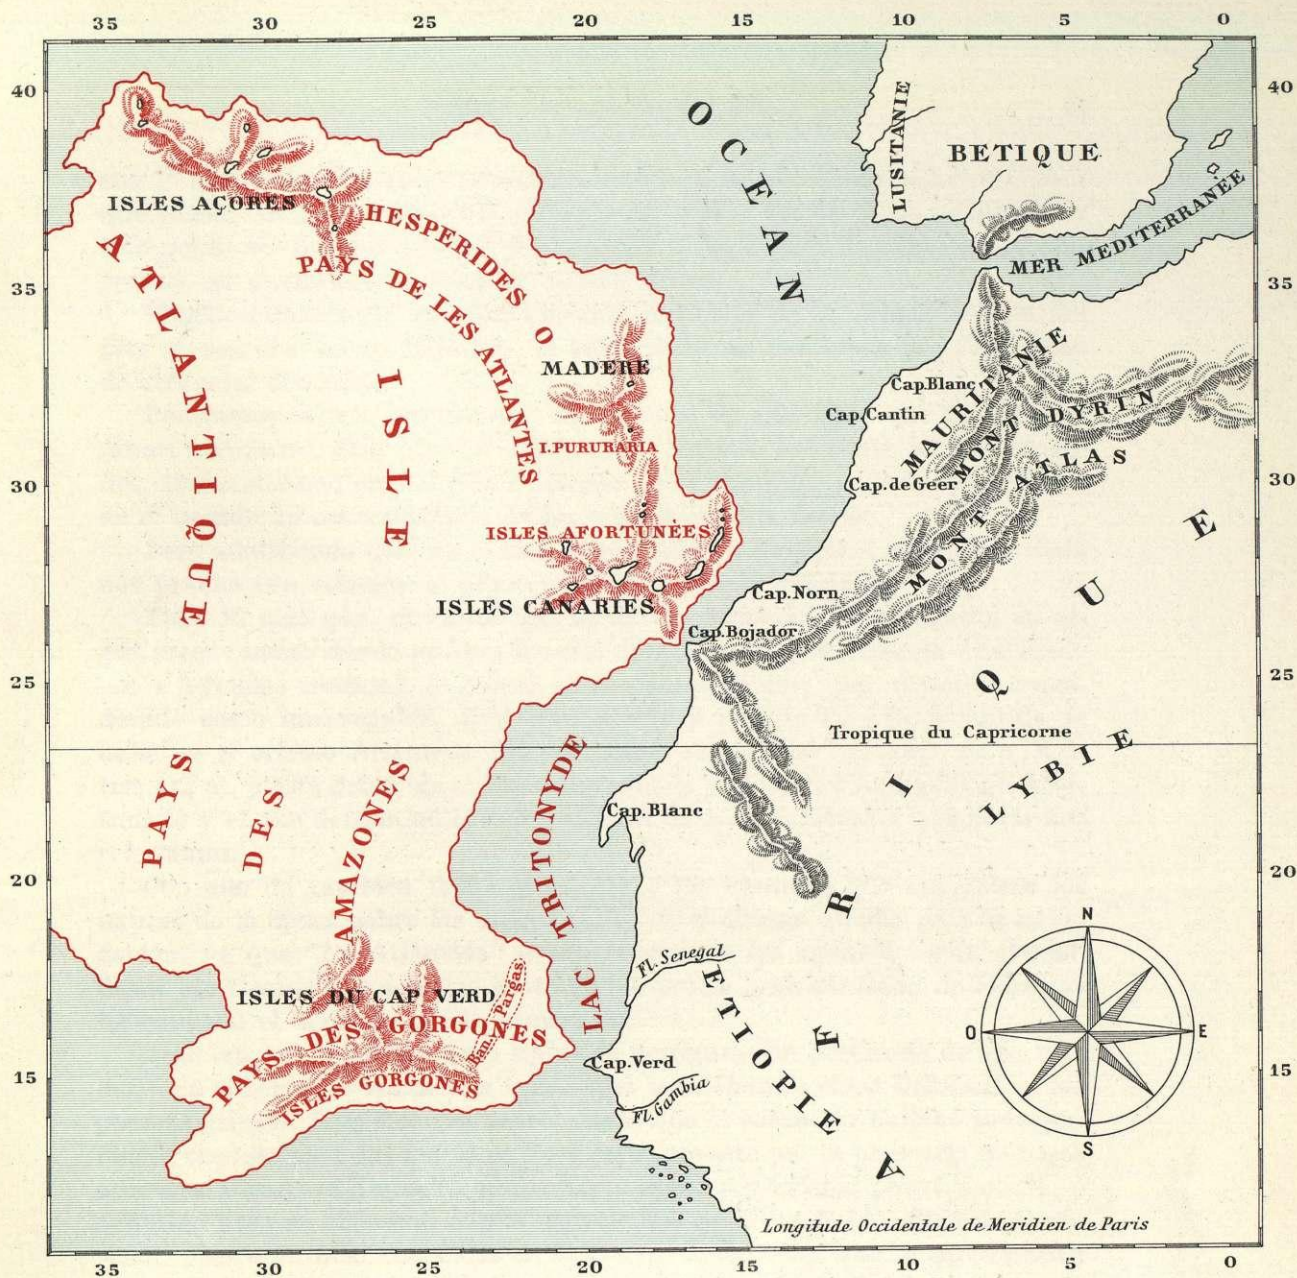 35 30 25 20 15 10 5 0
40 40
OCEAN
LUSITANIE
BETIQUE
ISLES AÇORES
MER MEDITERRANÉE
HESPERIDES O
PAYS DE LES ATLANTES
ISLE
ATLANTIQUE
35 35
MADERE
I. PURURARIA
Cap. Blanc
MAURITANIE
Cap. Cantin
MONT DYRIN
MONT ATLAS
Cap. de Geer
30 30
ISLES AFORTUNÈES
ISLES CANARIES
Cap. Norn
Cap. Bojador
25 25
AFRIQUE
Tropique du Capricorne
LYBIE
PAYS
DES
AMAZONES
LAC TRITONYDE
Cap. Blanc
20 20
N
Fl. Senegal
ETIOPIE
ISLES DU CAP VERD
Ban. Pargas
PAYS DES GORGONES
ISLES GORGONES
O E
15 15
Cap. Verd
Fl. Gambia
S
Longitude Occidentale de Meridien de Paris
35 30 25 20 15 10 5 0